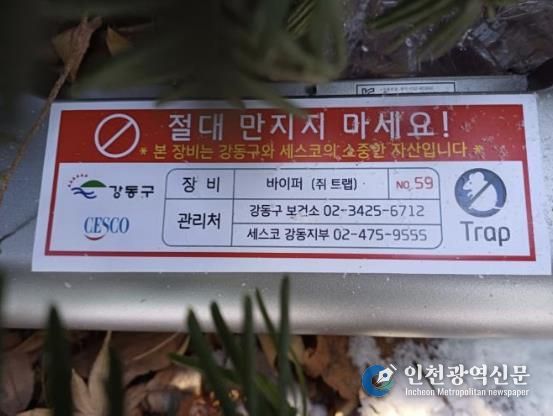 절대 만지지 마세요!
* 본 장비는 강동구와 세스코의 소중한 자산입니다 *
강동구
CESCO
장 비 바이퍼 (쥐 트랩) NO. 59
관리처 강동구 보건소 02-3425-6712
세스코 강동지부 02-475-9555
Trap
인천광역신문
Incheon Metropolitan newspaper